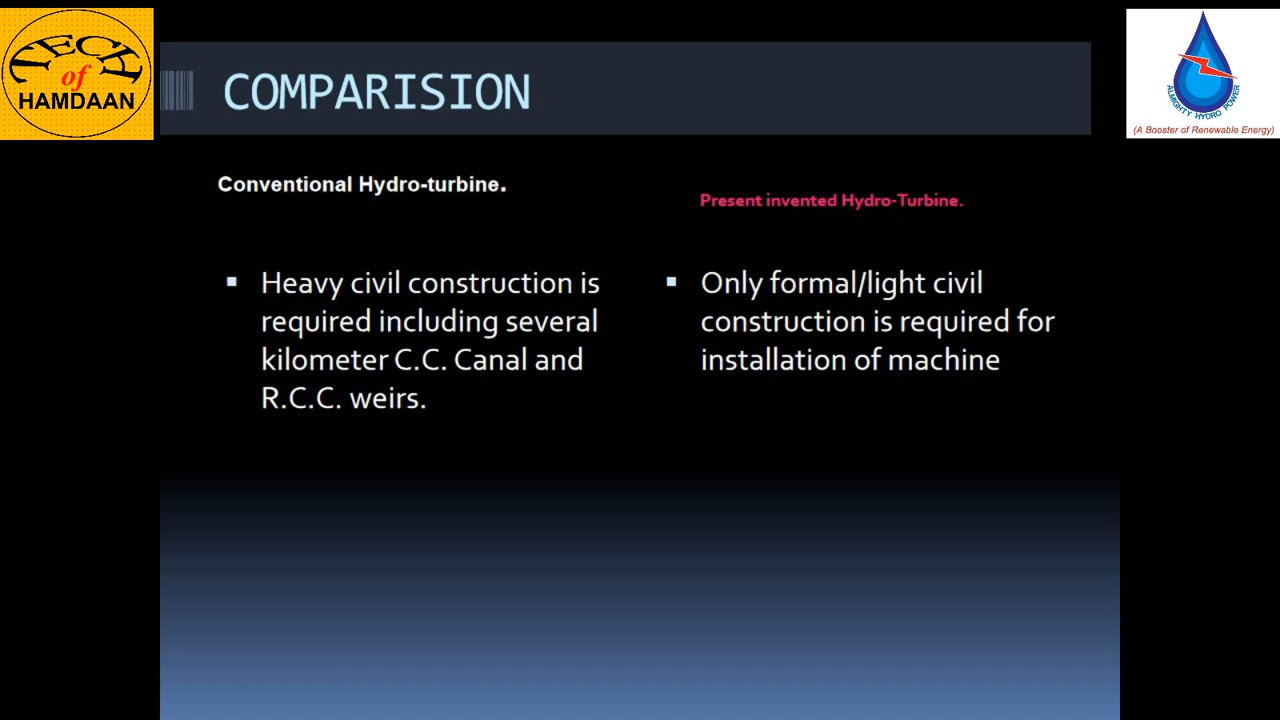 TECH
of
HAMDAAN
COMPARISION
ALMIGHTY HYDRO POWER
(A Booster of Renewable Energy)
Conventional Hydro-turbine.
Present invented Hydro-Turbine.
▪ Heavy civil construction is
required including several
kilometer C.C. Canal and
R.C.C. weirs.
▪ Only formal/light civil
construction is required for
installation of machine